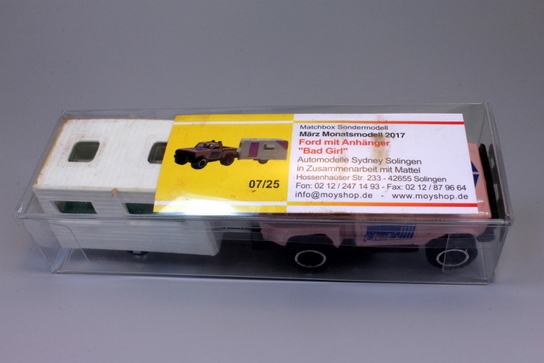 Matchbox Sondermodell
März Monatsmodell 2017
Ford mit Anhänger
"Bad Girl"
Automodelle Sydney Solingen
in Zusammenarbeit mit Mattel
Hossenhauser Str. 233 - 42655 Solingen
Fon: 02 12 / 247 14 93 - Fax: 02 12 / 87 96 64
info@moyshop.de - www.moyshop.de
07/25